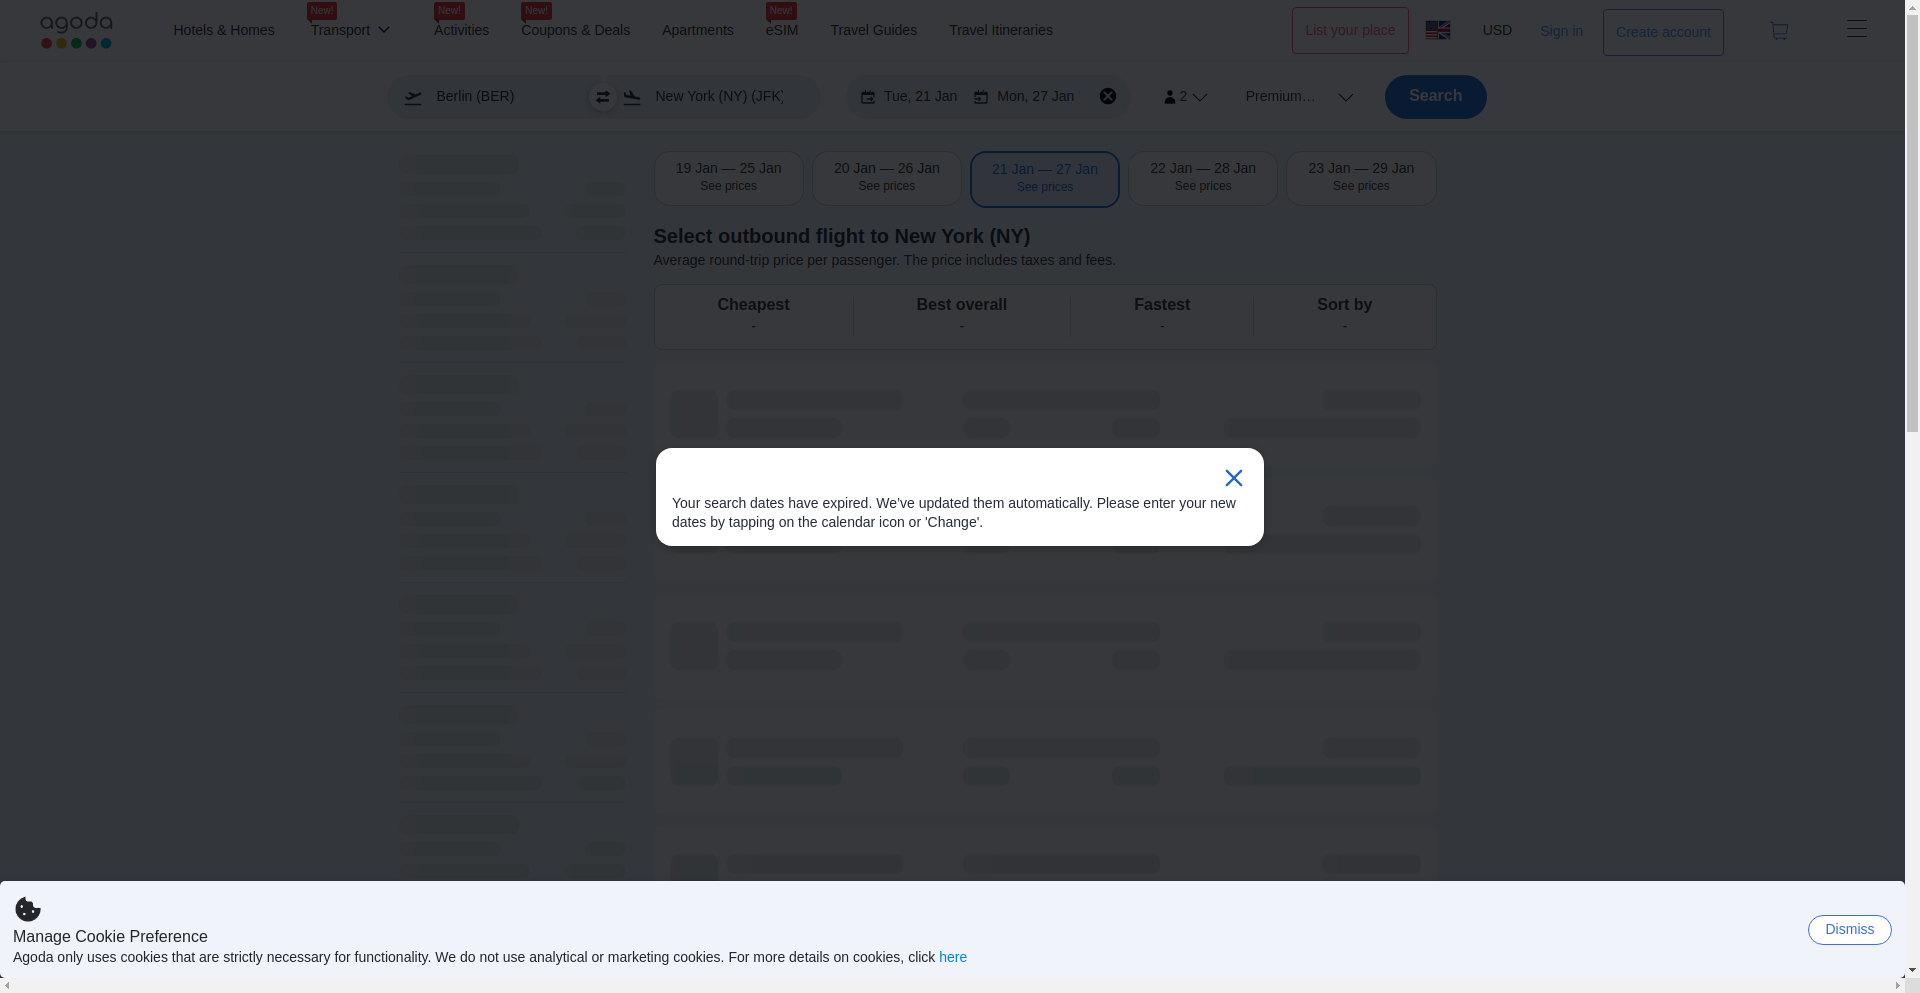 agoda
Hotels & Homes
New!
Transport
New!
Activities
New!
Coupons & Deals
Apartments
New!
eSIM
Travel Guides
Travel Itineraries
List your place
USD
Sign in
Create account
Berlin (BER)
New York (NY) (JFK)
Tue, 21 Jan
Mon, 27 Jan
2
Premium...
Search
19 Jan — 25 Jan
See prices
20 Jan — 26 Jan
See prices
21 Jan — 27 Jan
See prices
22 Jan — 28 Jan
See prices
23 Jan — 29 Jan
See prices
Select outbound flight to New York (NY)
Average round-trip price per passenger. The price includes taxes and fees.
Cheapest
-
Best overall
-
Fastest
-
Sort by
-
Your search dates have expired. We’ve updated them automatically. Please enter your new
dates by tapping on the calendar icon or 'Change'.
Manage Cookie Preference
Agoda only uses cookies that are strictly necessary for functionality. We do not use analytical or marketing cookies. For more details on cookies, click here
Dismiss